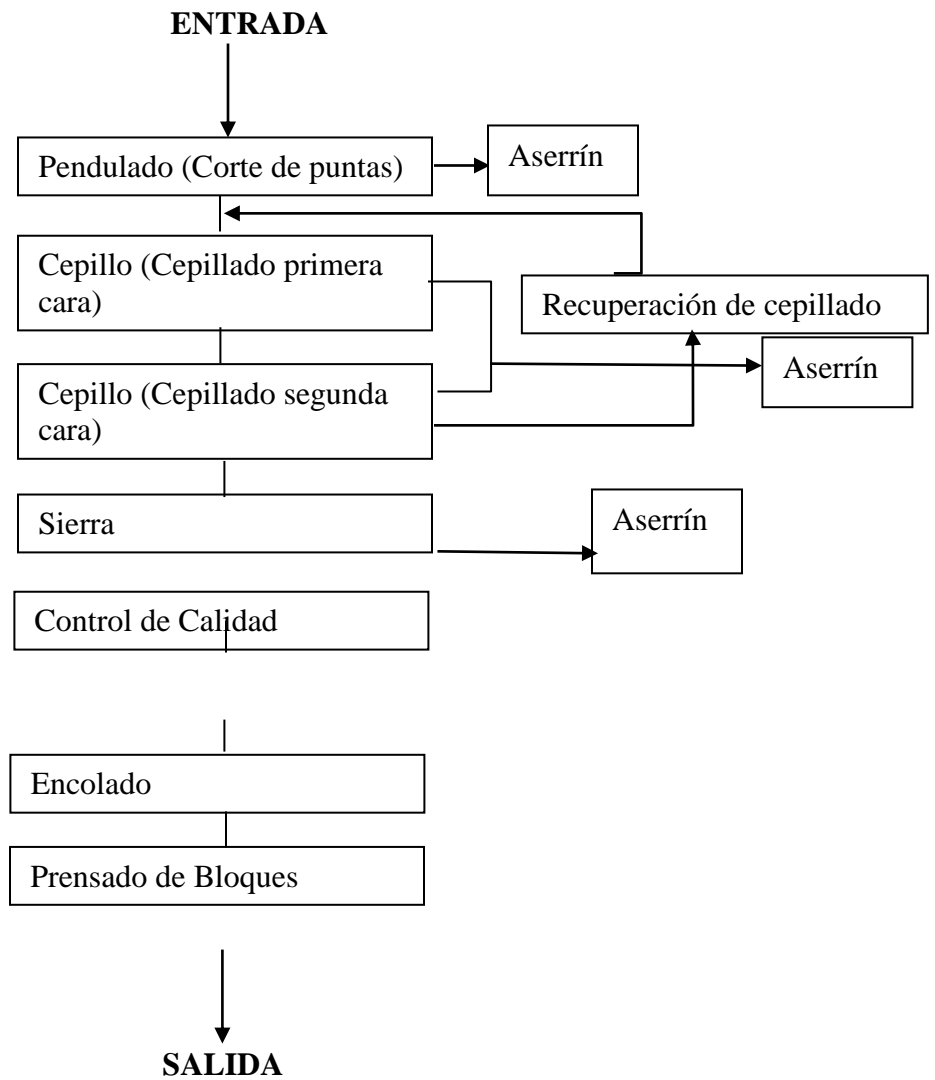 ENTRADA
Pendulado (Corte de puntas)
Aserrín
Cepillo (Cepillado primera
cara)
Recuperación de cepillado
Aserrín
Cepillo (Cepillado segunda
cara)
Sierra
Aserrín
Control de Calidad
Encolado
Prensado de Bloques
SALIDA